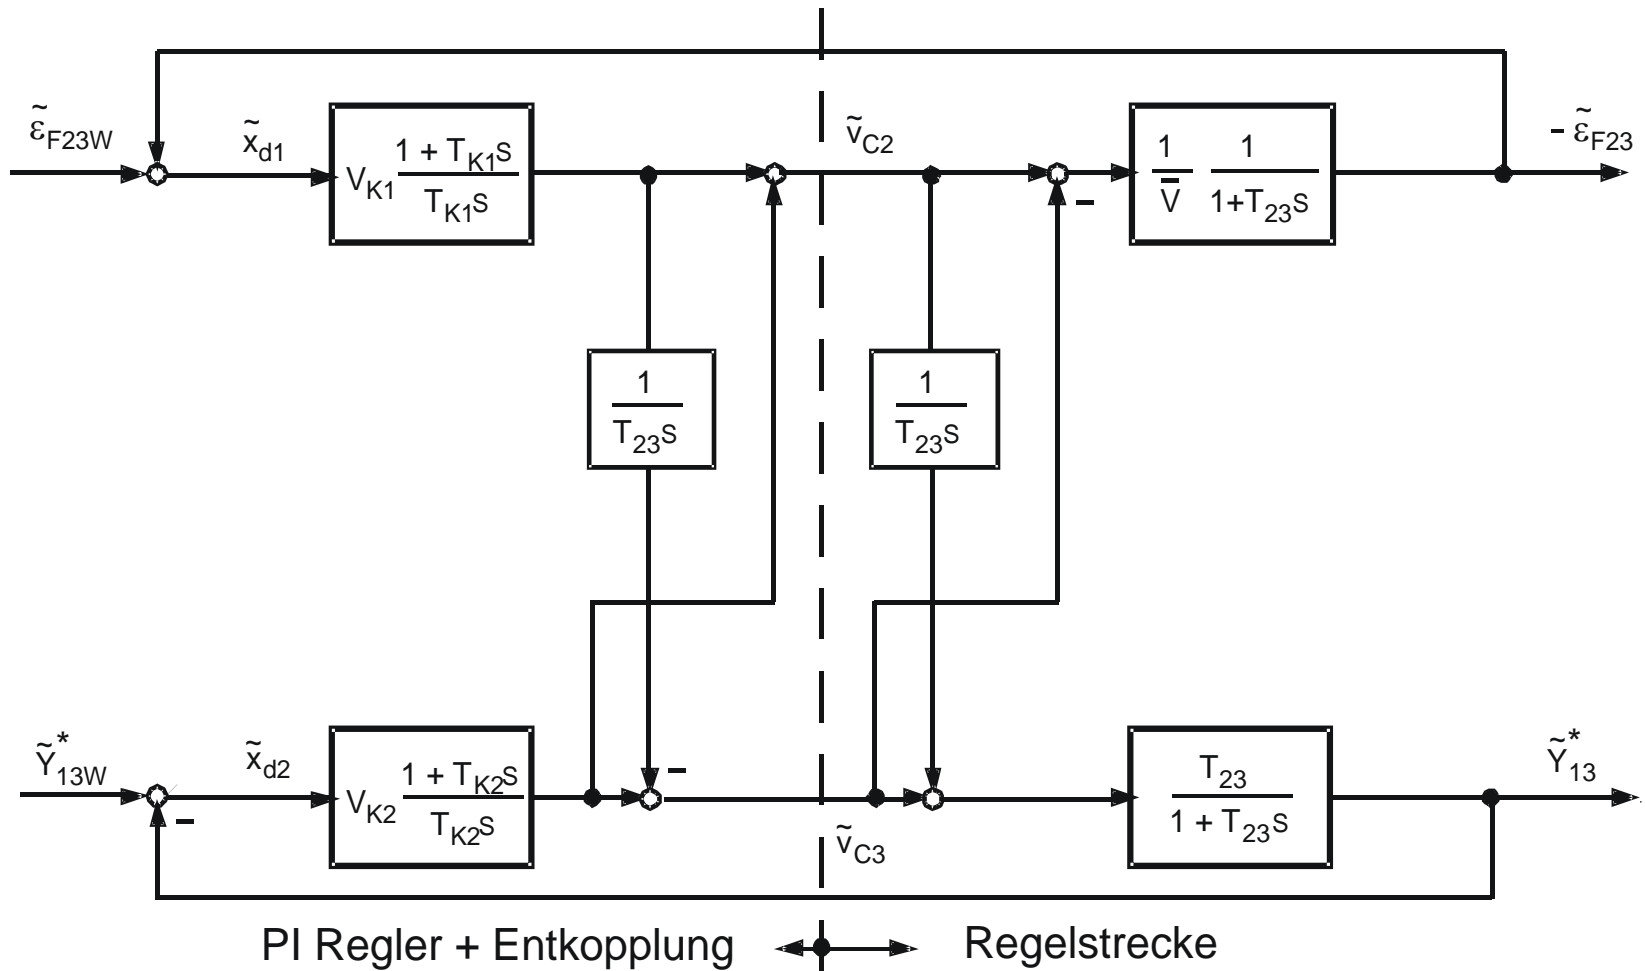 ε̃F23W
x̃d1
VK1 (1 + TK1S) / (TK1S)
ṽC2
1/V̄ 1/(1+T23S)
- ε̃F23
-
1 / (T23S)
1 / (T23S)
Ỹ*13W
x̃d2
VK2 (1 + TK2S) / (TK2S)
-
-
ṽC3
T23 / (1 + T23S)
Ỹ*13
PI Regler + Entkopplung
Regelstrecke